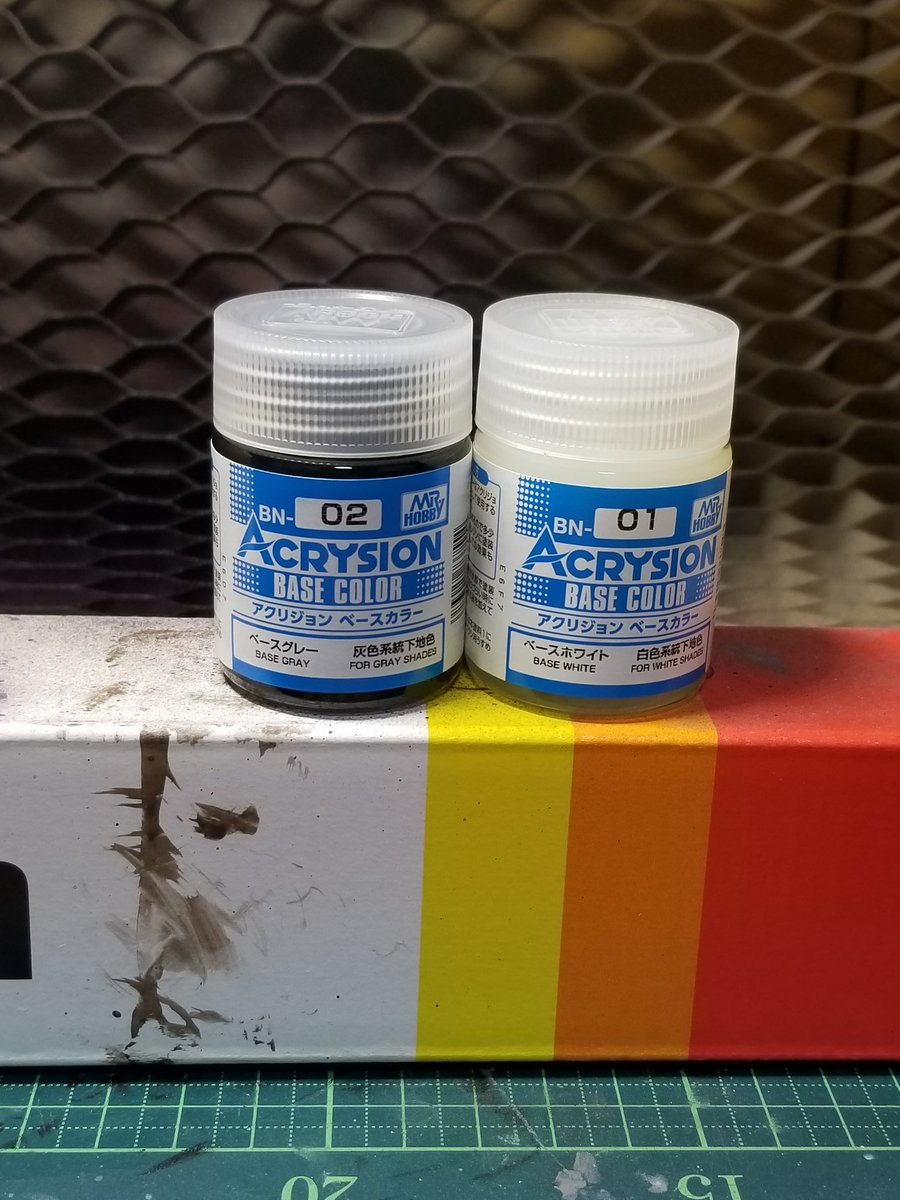 BN-02
MR HOBBY
ACRYSION
BASE COLOR
アクリジョン ベースカラー
ベースグレー 灰色系統下地色
BASE GRAY FOR GRAY SHADES
BN-01
MR HOBBY
ACRYSION
BASE COLOR
アクリジョン ベースカラー
ベースホワイト 白色系統下地色
BASE WHITE FOR WHITE SHADES
20
15